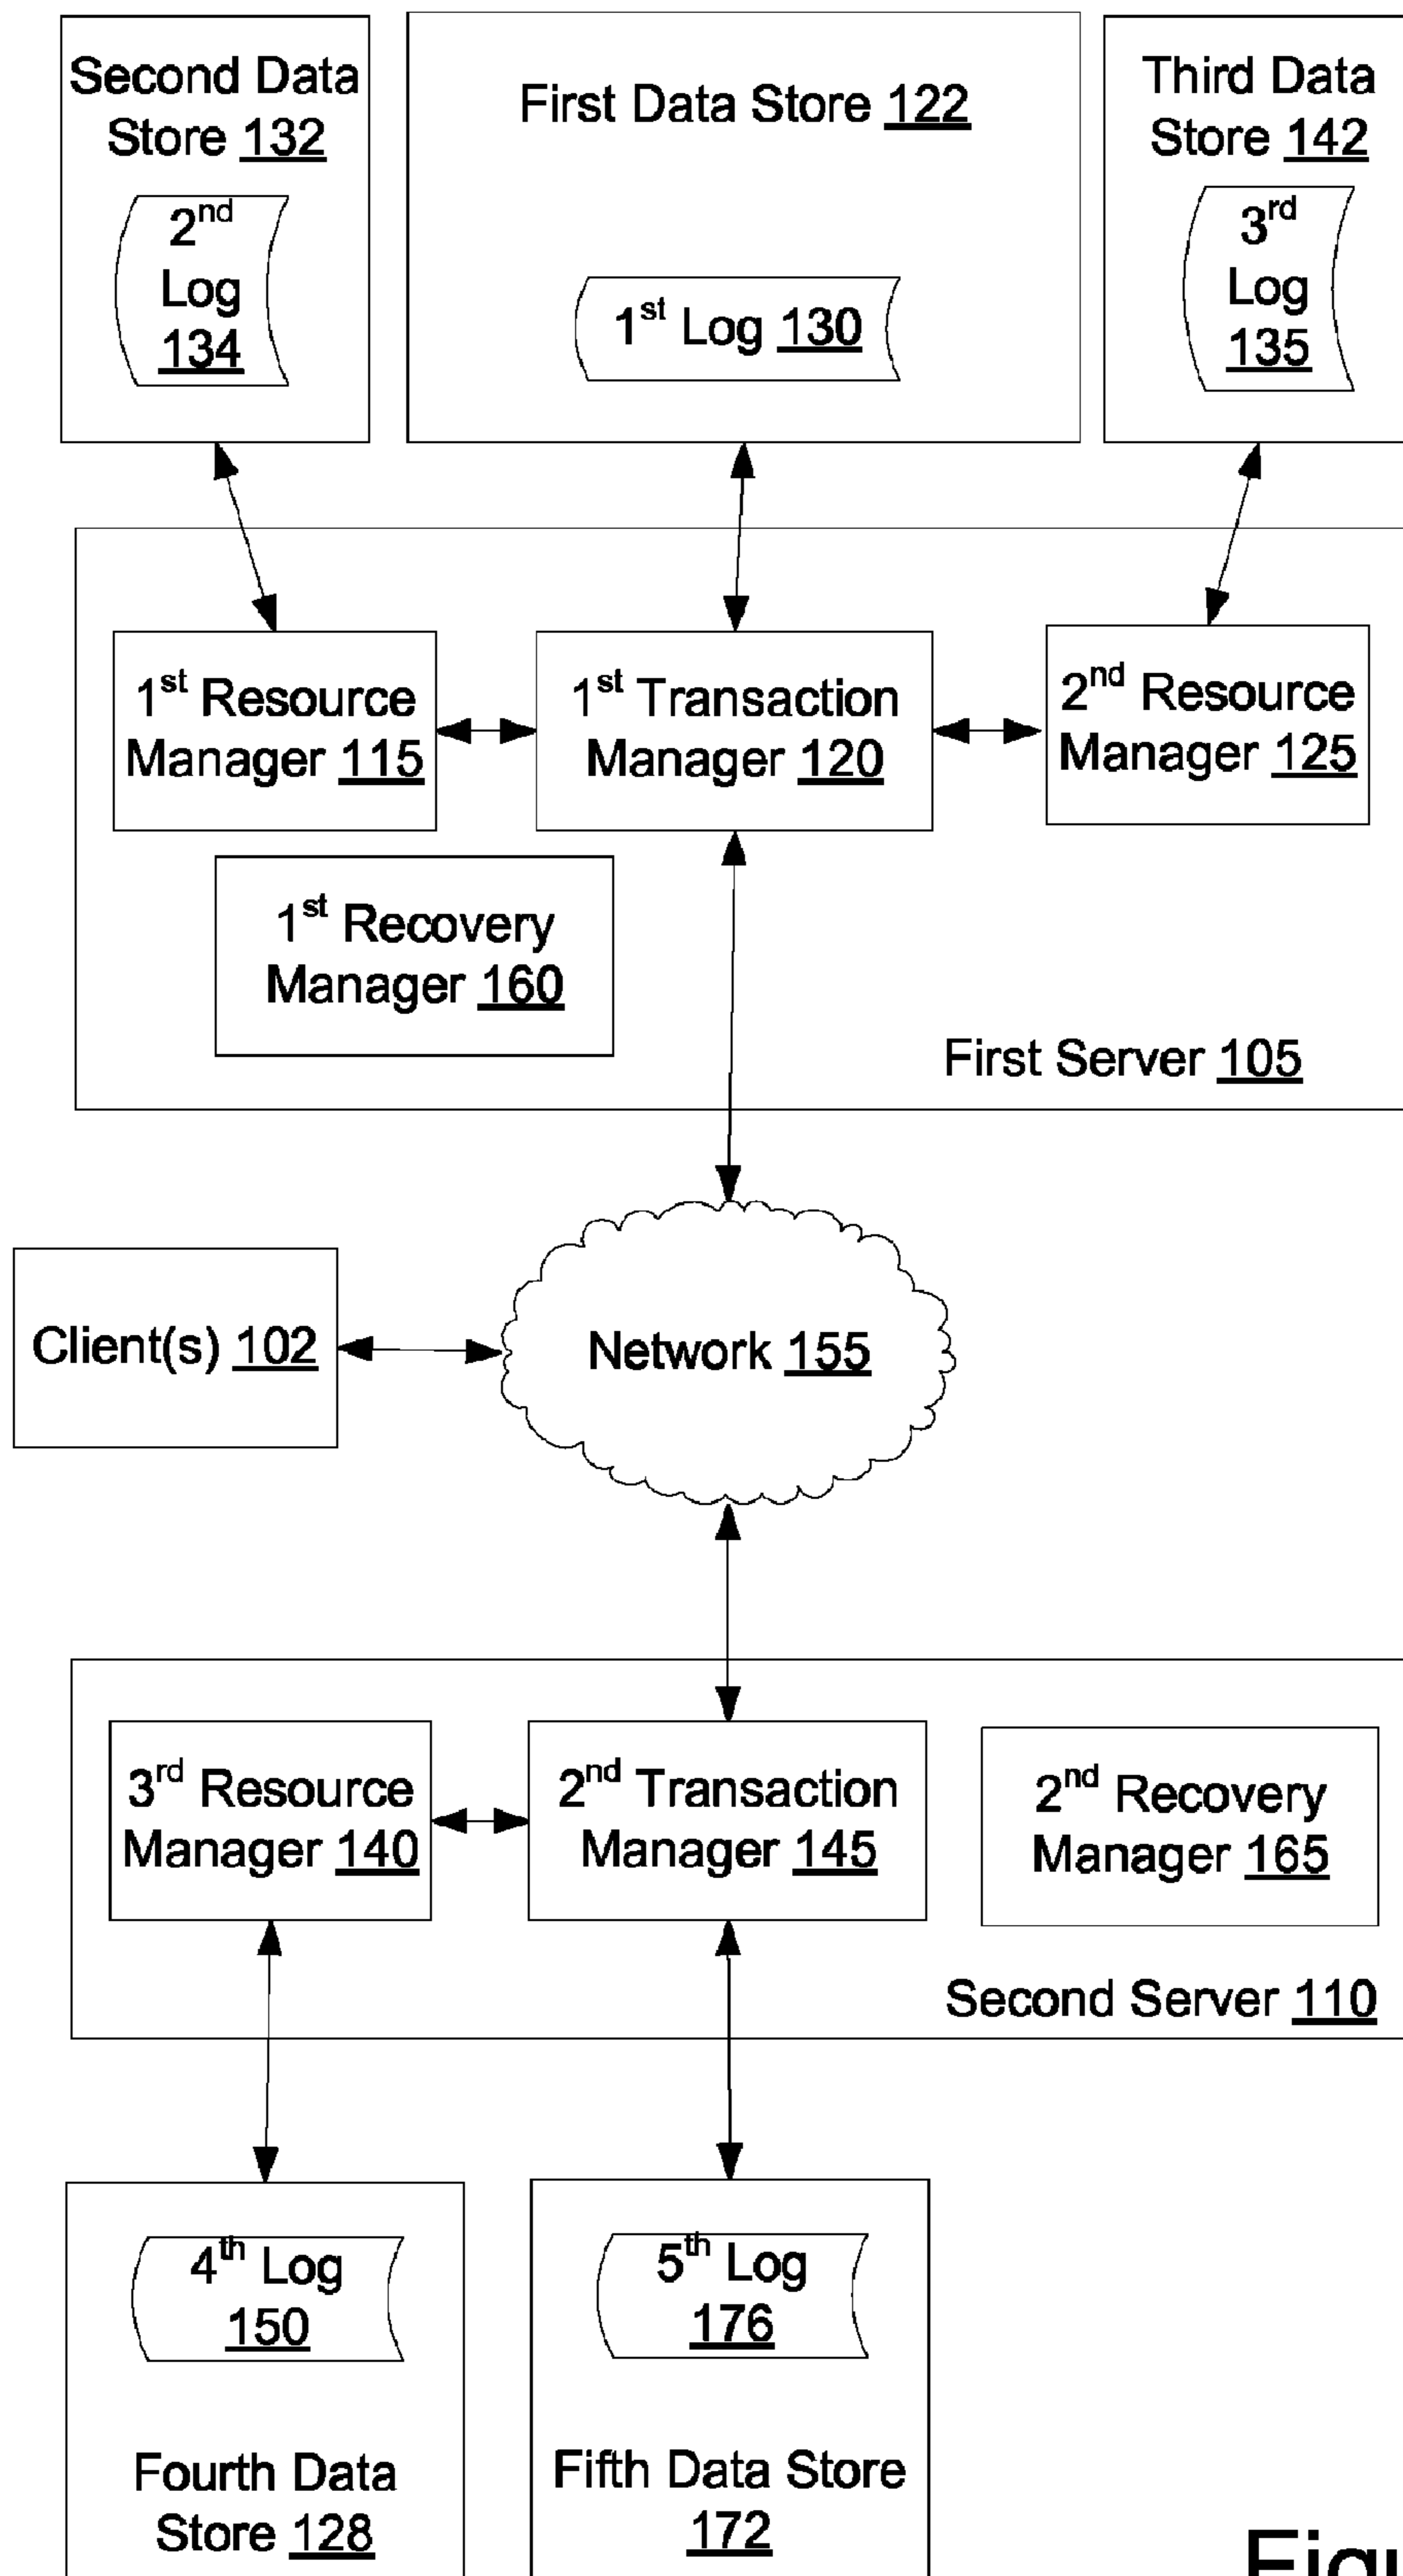 Second Data
Store 132
2nd
Log
134
First Data Store 122
1st Log 130
Third Data
Store 142
3rd
Log
135
1st Resource
Manager 115
1st Transaction
Manager 120
2nd Resource
Manager 125
1st Recovery
Manager 160
First Server 105
Client(s) 102
Network 155
3rd Resource
Manager 140
2nd Transaction
Manager 145
2nd Recovery
Manager 165
Second Server 110
4th Log
150
Fourth Data
Store 128
5th Log
176
Fifth Data Store
172